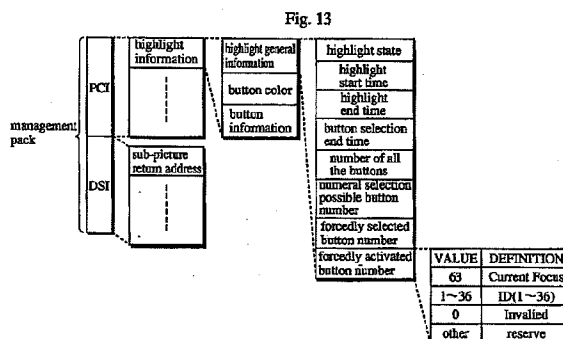 Fig. 13
management
pack
PCI
DSI
highlight
information
sub-picture
return address
highlight general
information
button color
button
information
highlight state
highlight
start time
highlight
end time
button selection
end time
number of all
the buttons
numeral selection
possible button
number
forcedly selected
button number
forcedly activated
button number
VALUE DEFINITION
63 Current Focus
1~36 ID(1~36)
0 Invalied
other reserve